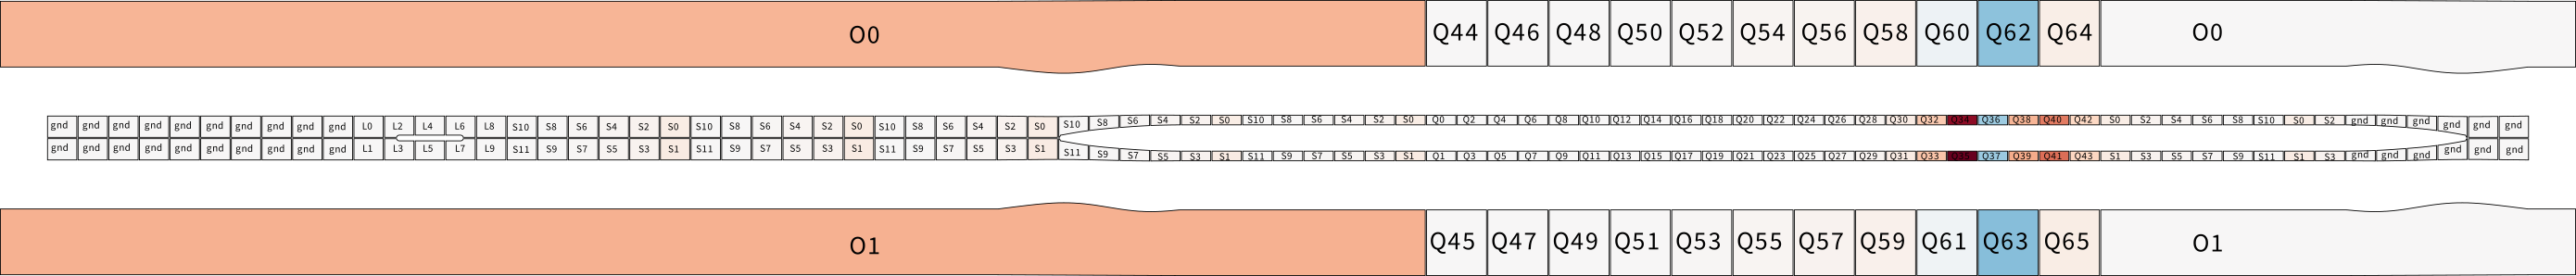 O0 Q44 Q46 Q48 Q50 Q52 Q54 Q56 Q58 Q60 Q62 Q64 O0
gnd gnd gnd gnd gnd gnd gnd gnd gnd gnd L0 L2 L4 L6 L8 S10 S8 S6 S4 S2 S0 S10 S8 S6 S4 S2 S0 S10 S8 S6 S4 S2 S0 S10 S8 S6 S4 S2 S0 S10 S8 S6 S4 S2 S0 Q0 Q2 Q4 Q6 Q8 Q10 Q12 Q14 Q16 Q18 Q20 Q22 Q24 Q26 Q28 Q30 Q32 Q34 Q36 Q38 Q40 Q42 S0 S2 S4 S6 S8 S10 S0 S2 gnd gnd gnd gnd gnd gnd
gnd gnd gnd gnd gnd gnd gnd gnd gnd gnd L1 L3 L5 L7 L9 S11 S9 S7 S5 S3 S1 S11 S9 S7 S5 S3 S1 S11 S9 S7 S5 S3 S1 S11 S9 S7 S5 S3 S1 S11 S9 S7 S5 S3 S1 Q1 Q3 Q5 Q7 Q9 Q11 Q13 Q15 Q17 Q19 Q21 Q23 Q25 Q27 Q29 Q31 Q33 Q35 Q37 Q39 Q41 Q43 S1 S3 S5 S7 S9 S11 S1 S3 gnd gnd gnd gnd gnd gnd
O1 Q45 Q47 Q49 Q51 Q53 Q55 Q57 Q59 Q61 Q63 Q65 O1